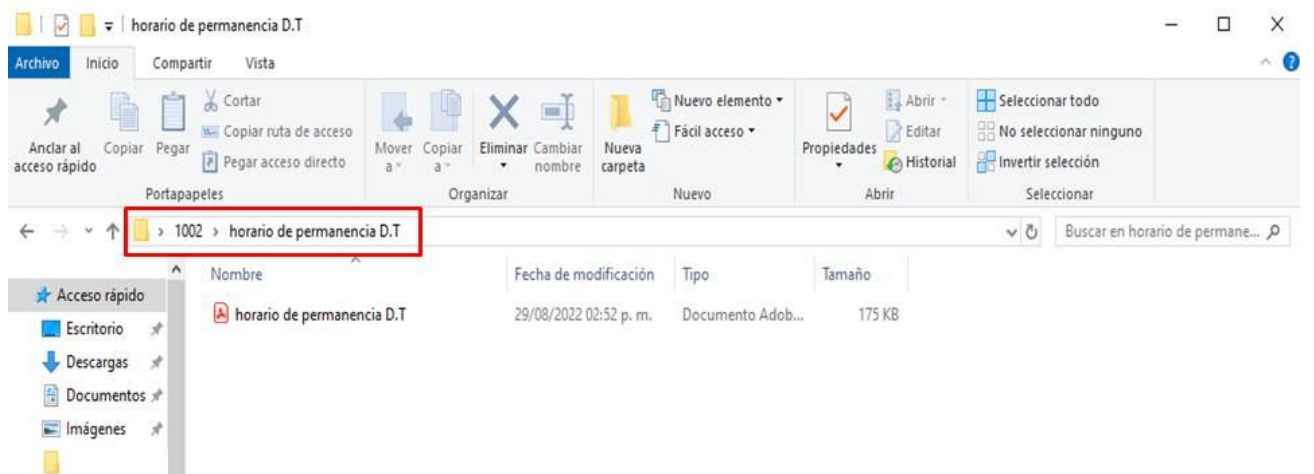 horario de permanencia D.T
Archivo Inicio Compartir Vista
Anclar al acceso rápido
Copiar
Pegar
Cortar
Copiar ruta de acceso
Pegar acceso directo
Portapapeles
Mover a
Copiar a
Eliminar
Cambiar nombre
Organizar
Nueva carpeta
Nuevo elemento
Fácil acceso
Nuevo
Propiedades
Abrir
Editar
Historial
Abrir
Seleccionar todo
No seleccionar ninguno
Invertir selección
Seleccionar
> 1002 > horario de permanencia D.T
Buscar en horario de permane...
Nombre Fecha de modificación Tipo Tamaño
horario de permanencia D.T 29/08/2022 02:52 p. m. Documento Adob... 175 KB
Acceso rápido
Escritorio
Descargas
Documentos
Imágenes